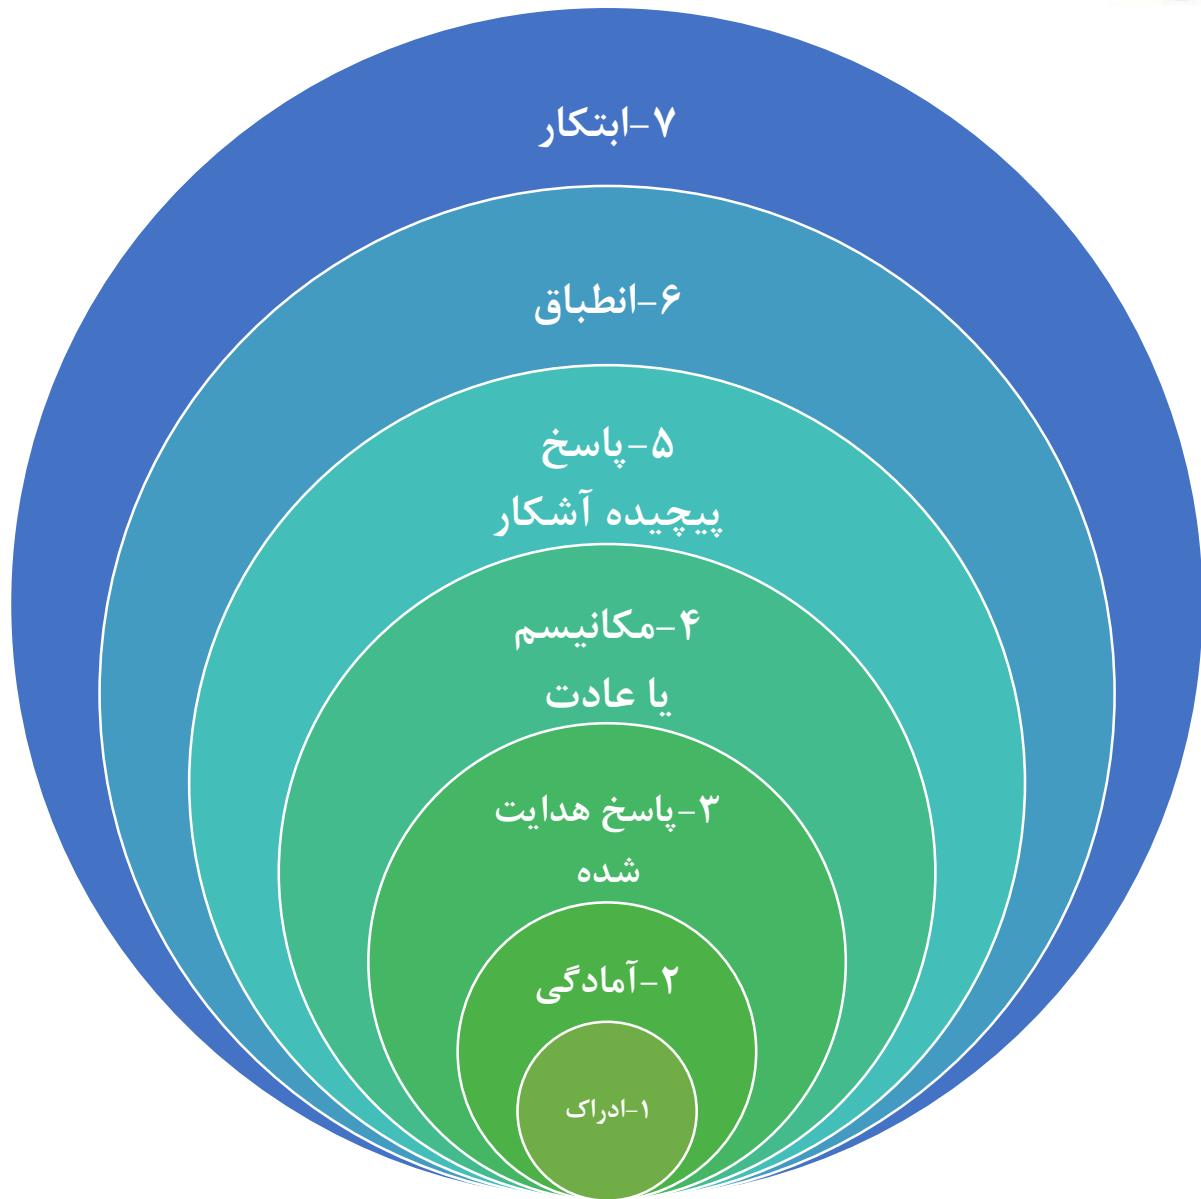 ۷-ابتکار
۶-انطباق
۵-پاسخ
پیچیده آشکار
۴-مکانیسم
یا عادت
۳-پاسخ هدایت
شده
۲-آمادگی
۱-ادراک